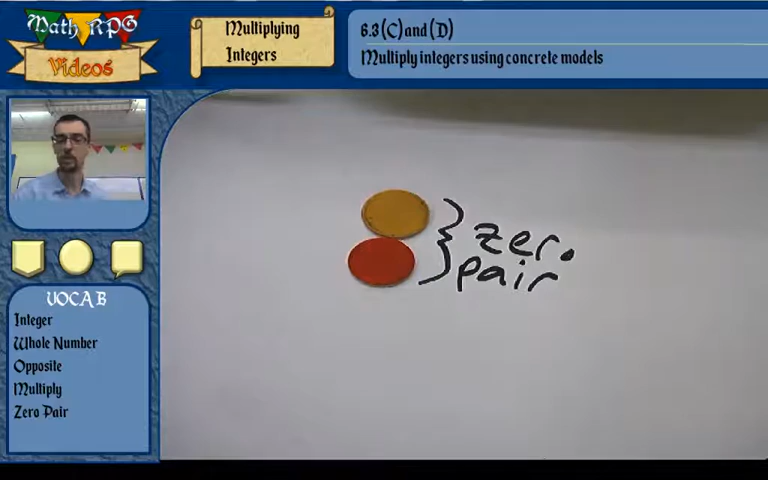 Math RPG
Videos
Multiplying
Integers
6.3 (C) and (D)
Multiply integers using concrete models
zero
pair
VOCAB
Integer
Whole Number
Opposite
Multiply
Zero Pair